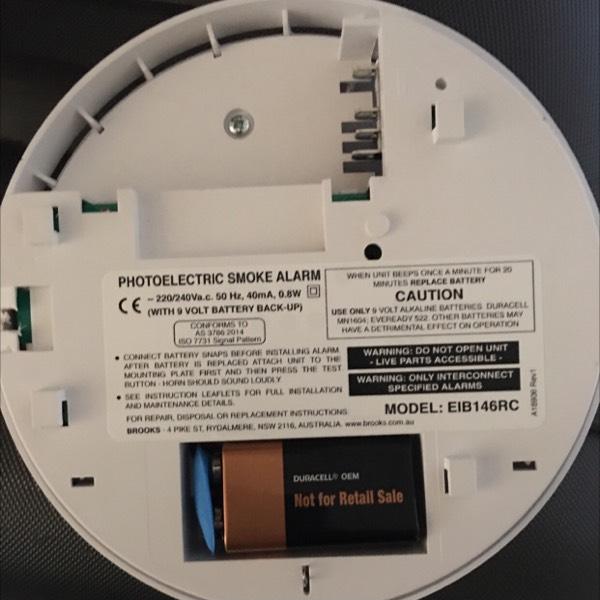 PHOTOELECTRIC SMOKE ALARM
CE ~ 220/240Va.c. 50 Hz, 40mA, 0.8W
(WITH 9 VOLT BATTERY BACK-UP)
CONFORMS TO
AS 3786:2014
ISO 7731 Signal Pattern
• CONNECT BATTERY SNAPS BEFORE INSTALLING ALARM
AFTER BATTERY IS REPLACED ATTACH UNIT TO THE
MOUNTING PLATE FIRST AND THEN PRESS THE TEST
BUTTON - HORN SHOULD SOUND LOUDLY.
• SEE INSTRUCTION LEAFLETS FOR FULL INSTALLATION
AND MAINTENANCE DETAILS.
FOR REPAIR, DISPOSAL OR REPLACEMENT INSTRUCTIONS
BROOKS - 4 PIKE ST, RYDALMERE, NSW 2116, AUSTRALIA. www.brooks.com.au
WHEN UNIT BEEPS ONCE A MINUTE FOR 20
MINUTES REPLACE BATTERY
CAUTION
USE ONLY 9 VOLT ALKALINE BATTERIES DURACELL
MN1604; EVEREADY 522. OTHER BATTERIES MAY
HAVE A DETRIMENTAL EFFECT ON OPERATION
WARNING: DO NOT OPEN UNIT
- LIVE PARTS ACCESSIBLE -
WARNING: ONLY INTERCONNECT
SPECIFIED ALARMS
MODEL: EIB146RC
DURACELL® OEM
Not for Retail Sale